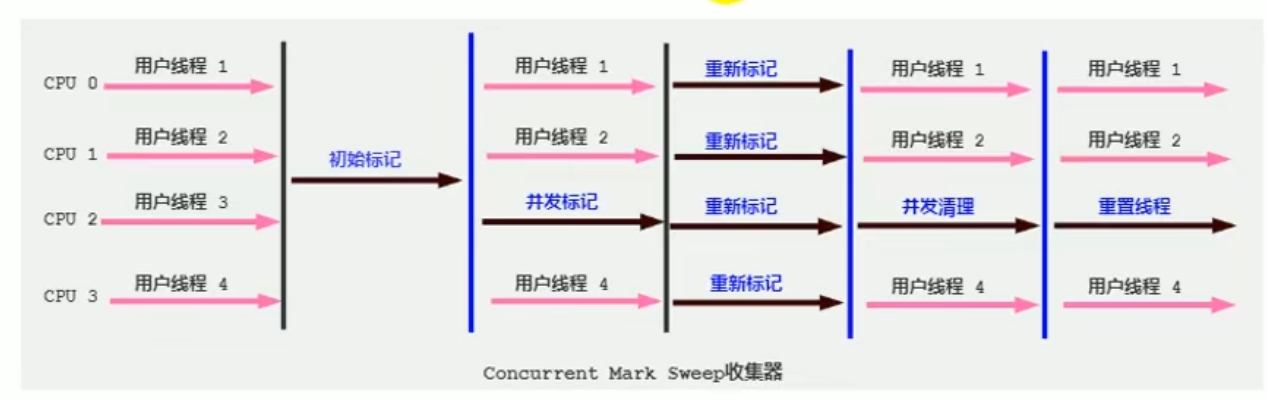 用户线程 1 用户线程 1 重新标记 用户线程 1 用户线程 1
CPU 0
用户线程 2 用户线程 2 重新标记 用户线程 2 用户线程 2
CPU 1
初始标记
用户线程 3 并发标记 重新标记 并发清理 重置线程
CPU 2
用户线程 4 用户线程 4 重新标记 用户线程 4 用户线程 4
CPU 3
Concurrent Mark Sweep收集器